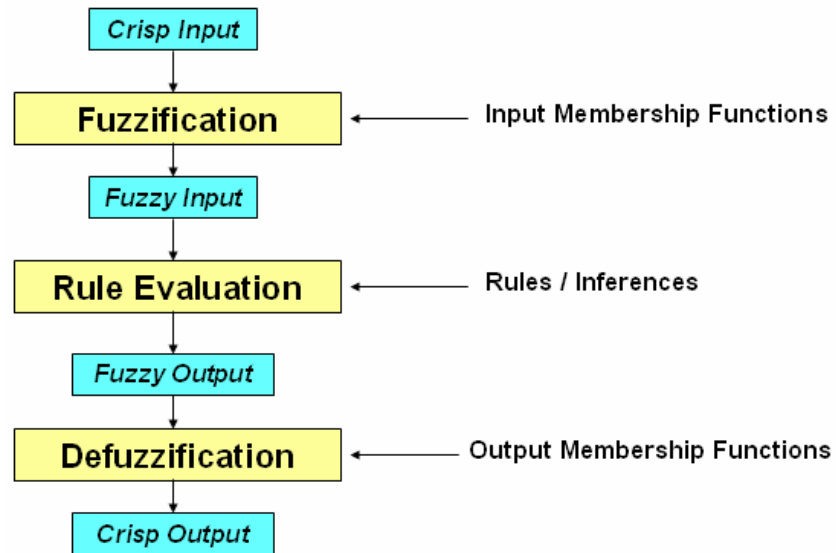 Crisp Input
Fuzzification
Input Membership Functions
Fuzzy Input
Rule Evaluation
Rules / Inferences
Fuzzy Output
Defuzzification
Output Membership Functions
Crisp Output